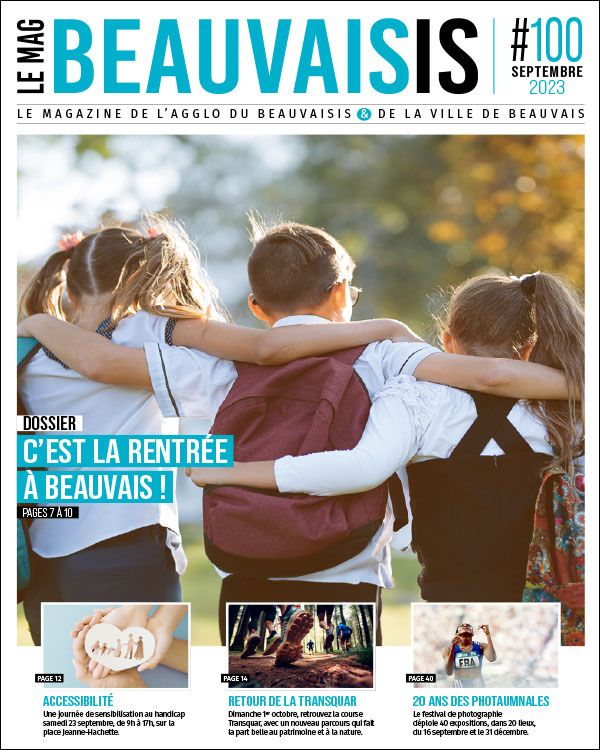 LE MAG
BEAUVAISIS
#100
SEPTEMBRE
2023
LE MAGAZINE DE L'AGGLO DU BEAUVAISIS & DE LA VILLE DE BEAUVAIS
DOSSIER
C'EST LA RENTRÉE
À BEAUVAIS !
PAGES 7 À 10
PAGE 12
ACCESSIBILITÉ
Une journée de sensibilisation au handicap
samedi 23 septembre, de 9h à 17h, sur la
place Jeanne-Hachette.
PAGE 14
RETOUR DE LA TRANSQUAR
Dimanche 1er octobre, retrouvez la course
Transquar, avec un nouveau parcours qui fait
la part belle au patrimoine et à la nature.
FRA
PAGE 40
20 ANS DES PHOTAUMNALES
Le festival de photographie
déploie 40 expositions, dans 20 lieux,
du 16 septembre et le 31 décembre.